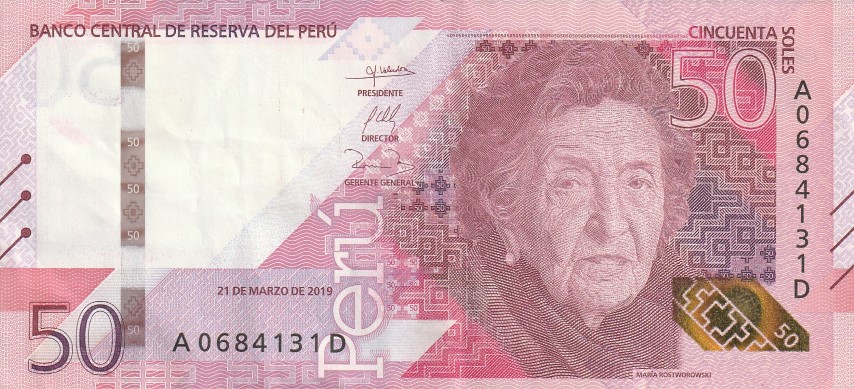 BANCO CENTRAL DE RESERVA DEL PERÚ
CINCUENTA
SOLES
50
A0684131D
PRESIDENTE
DIRECTOR
GERENTE GENERAL
Perú
50
50
50
50
50
21 DE MARZO DE 2019
50
A0684131D
50
MARÍA ROSTWOROWSKI